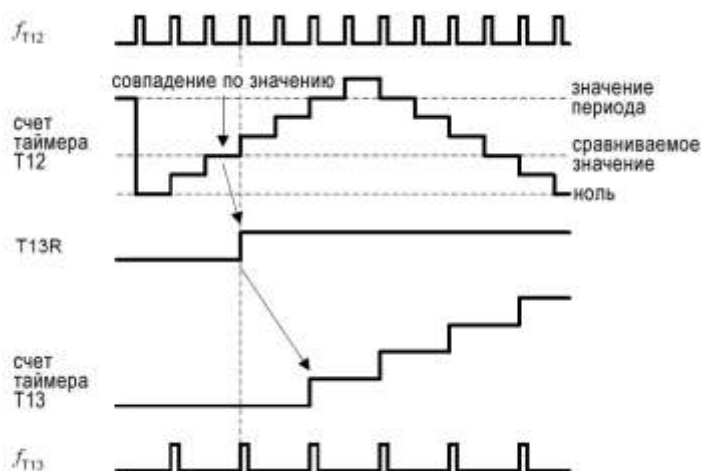 fT12
совпадение по значению
значение
периода
счет
таймера
T12
сравниваемое
значение
ноль
T13R
счет
таймера
T13
fT13